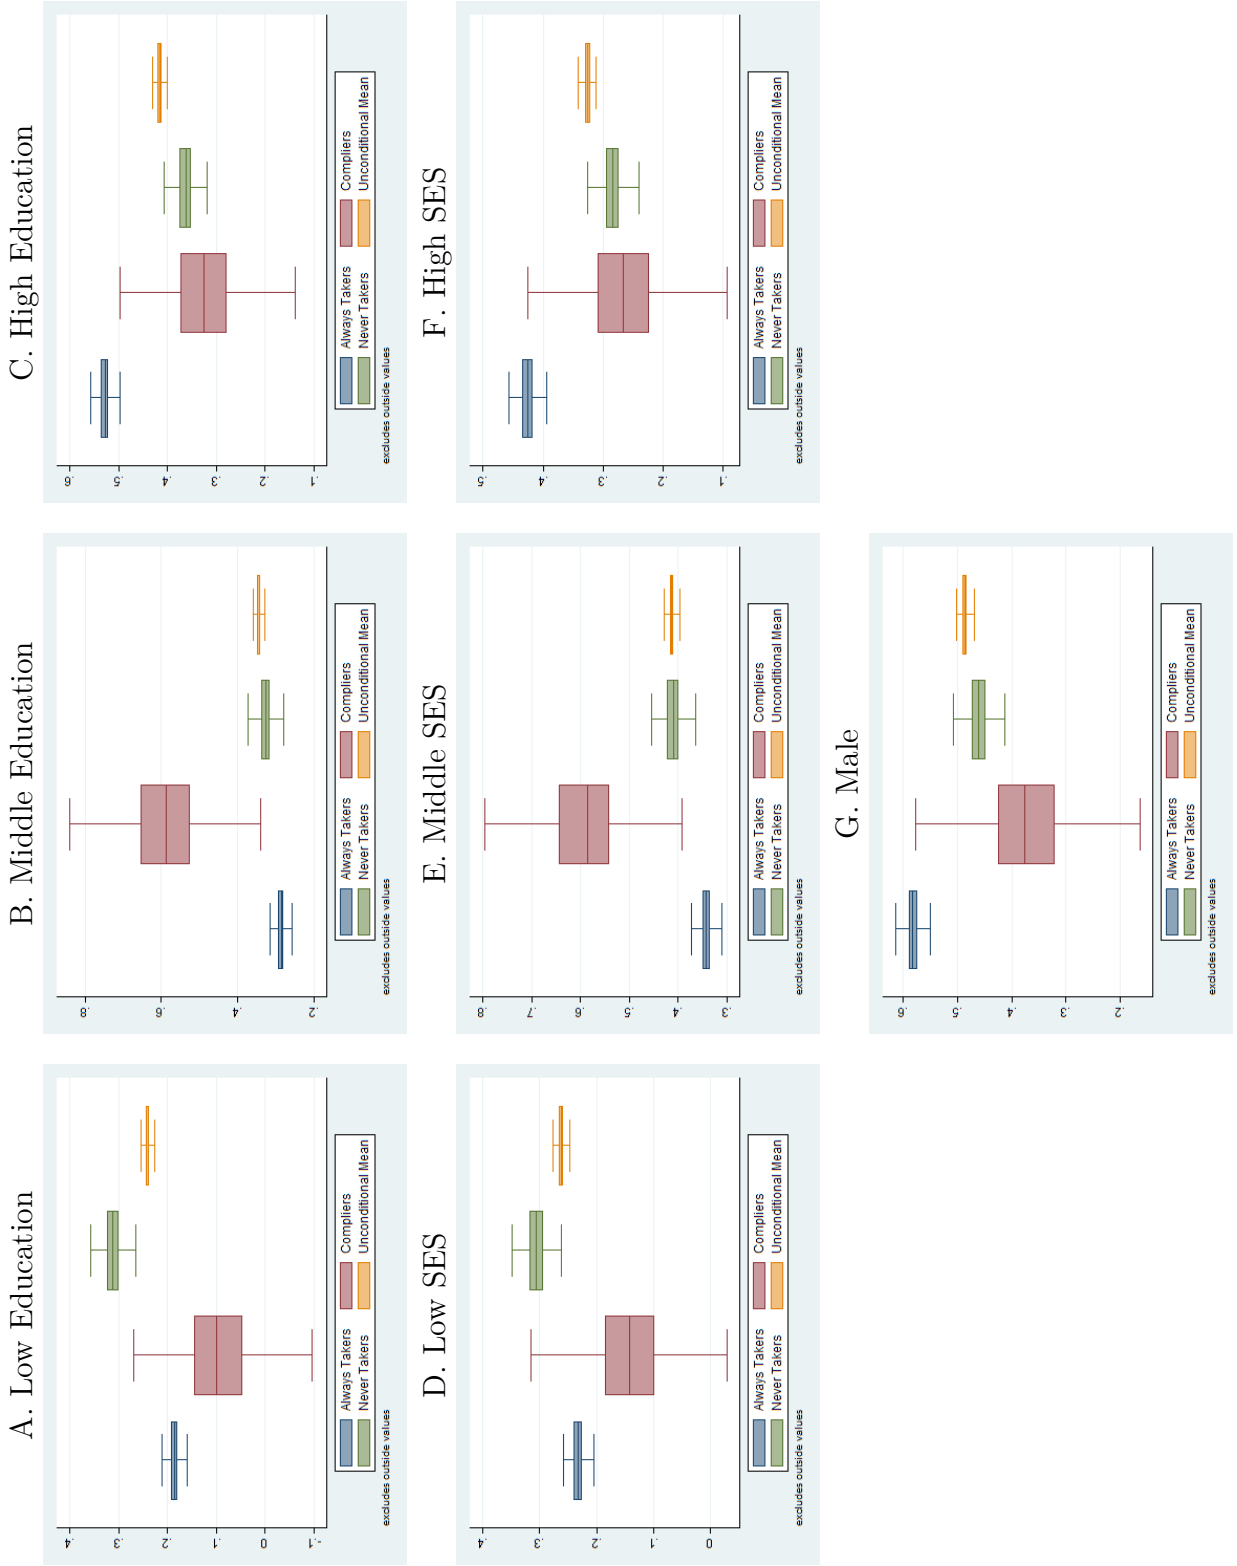 A. Low Education
.4
.3
.2
.1
0
-.1
Always Takers Compliers
Never Takers Unconditional Mean
excludes outside values
B. Middle Education
.8
.6
.4
.2
Always Takers Compliers
Never Takers Unconditional Mean
excludes outside values
C. High Education
.6
.5
.4
.3
.2
.1
Always Takers Compliers
Never Takers Unconditional Mean
excludes outside values
D. Low SES
.4
.3
.2
.1
0
Always Takers Compliers
Never Takers Unconditional Mean
excludes outside values
E. Middle SES
.8
.7
.6
.5
.4
.3
Always Takers Compliers
Never Takers Unconditional Mean
excludes outside values
F. High SES
.5
.4
.3
.2
.1
Always Takers Compliers
Never Takers Unconditional Mean
excludes outside values
G. Male
.6
.5
.4
.3
.2
Always Takers Compliers
Never Takers Unconditional Mean
excludes outside values